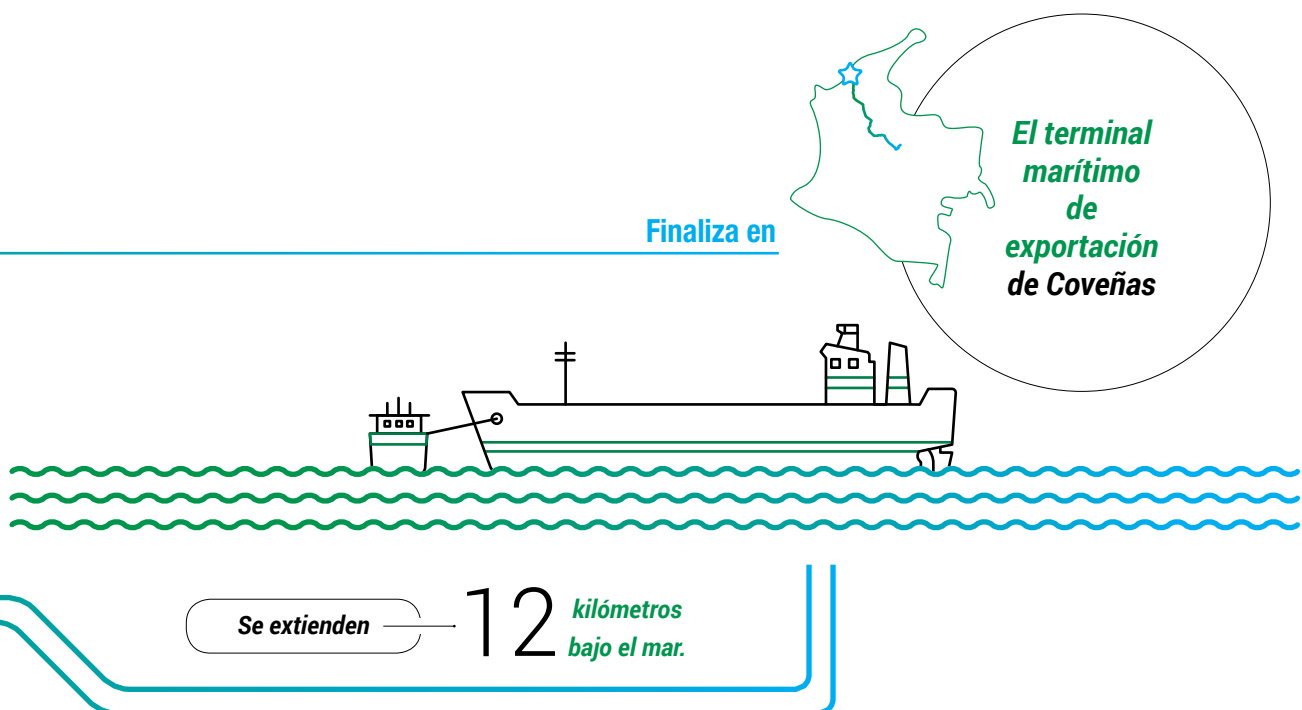 El terminal
marítimo
de
exportación
de Coveñas
Finaliza en
Se extienden
12
kilómetros
bajo el mar.